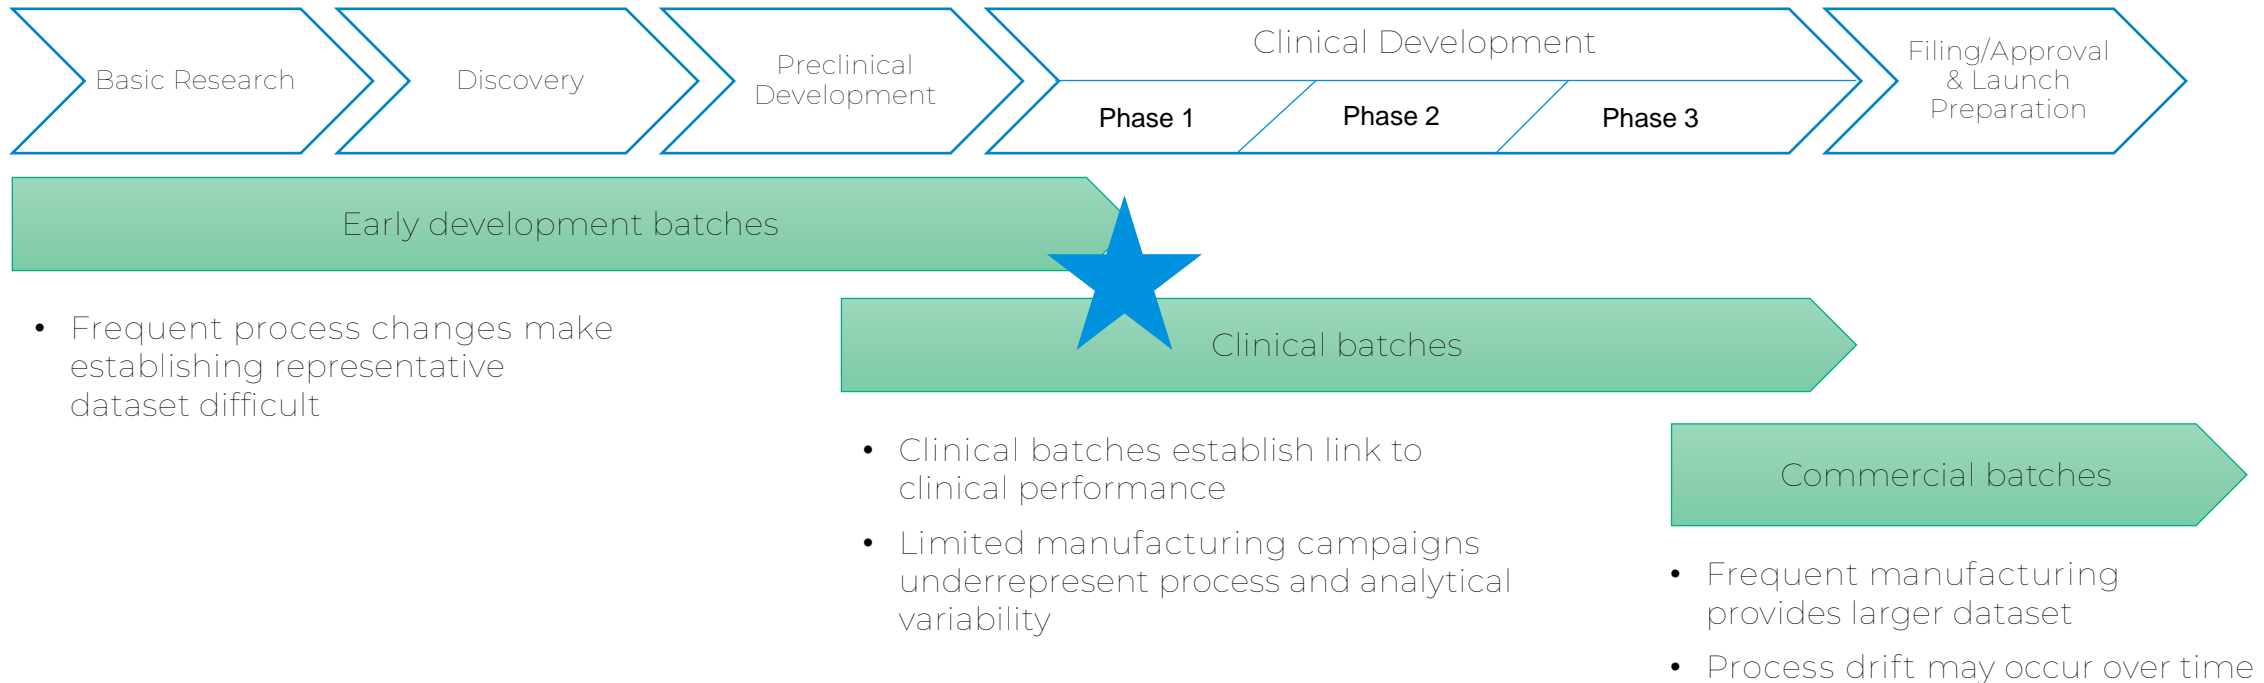 Basic Research
Discovery
Preclinical
Development
Clinical Development
Phase 1
Phase 2
Phase 3
Filing/Approval
& Launch
Preparation
Early development batches
• Frequent process changes make
establishing representative
dataset difficult
Clinical batches
• Clinical batches establish link to
clinical performance
• Limited manufacturing campaigns
underrepresent process and analytical
variability
Commercial batches
• Frequent manufacturing
provides larger dataset
• Process drift may occur over time